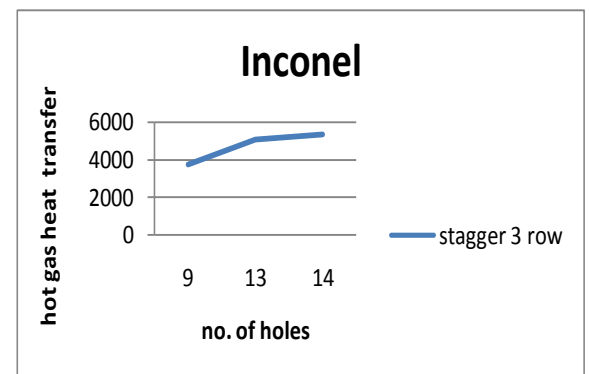 Inconel
hot gas heat transfer
6000
4000
2000
0
9 13 14
no. of holes
stagger 3 row